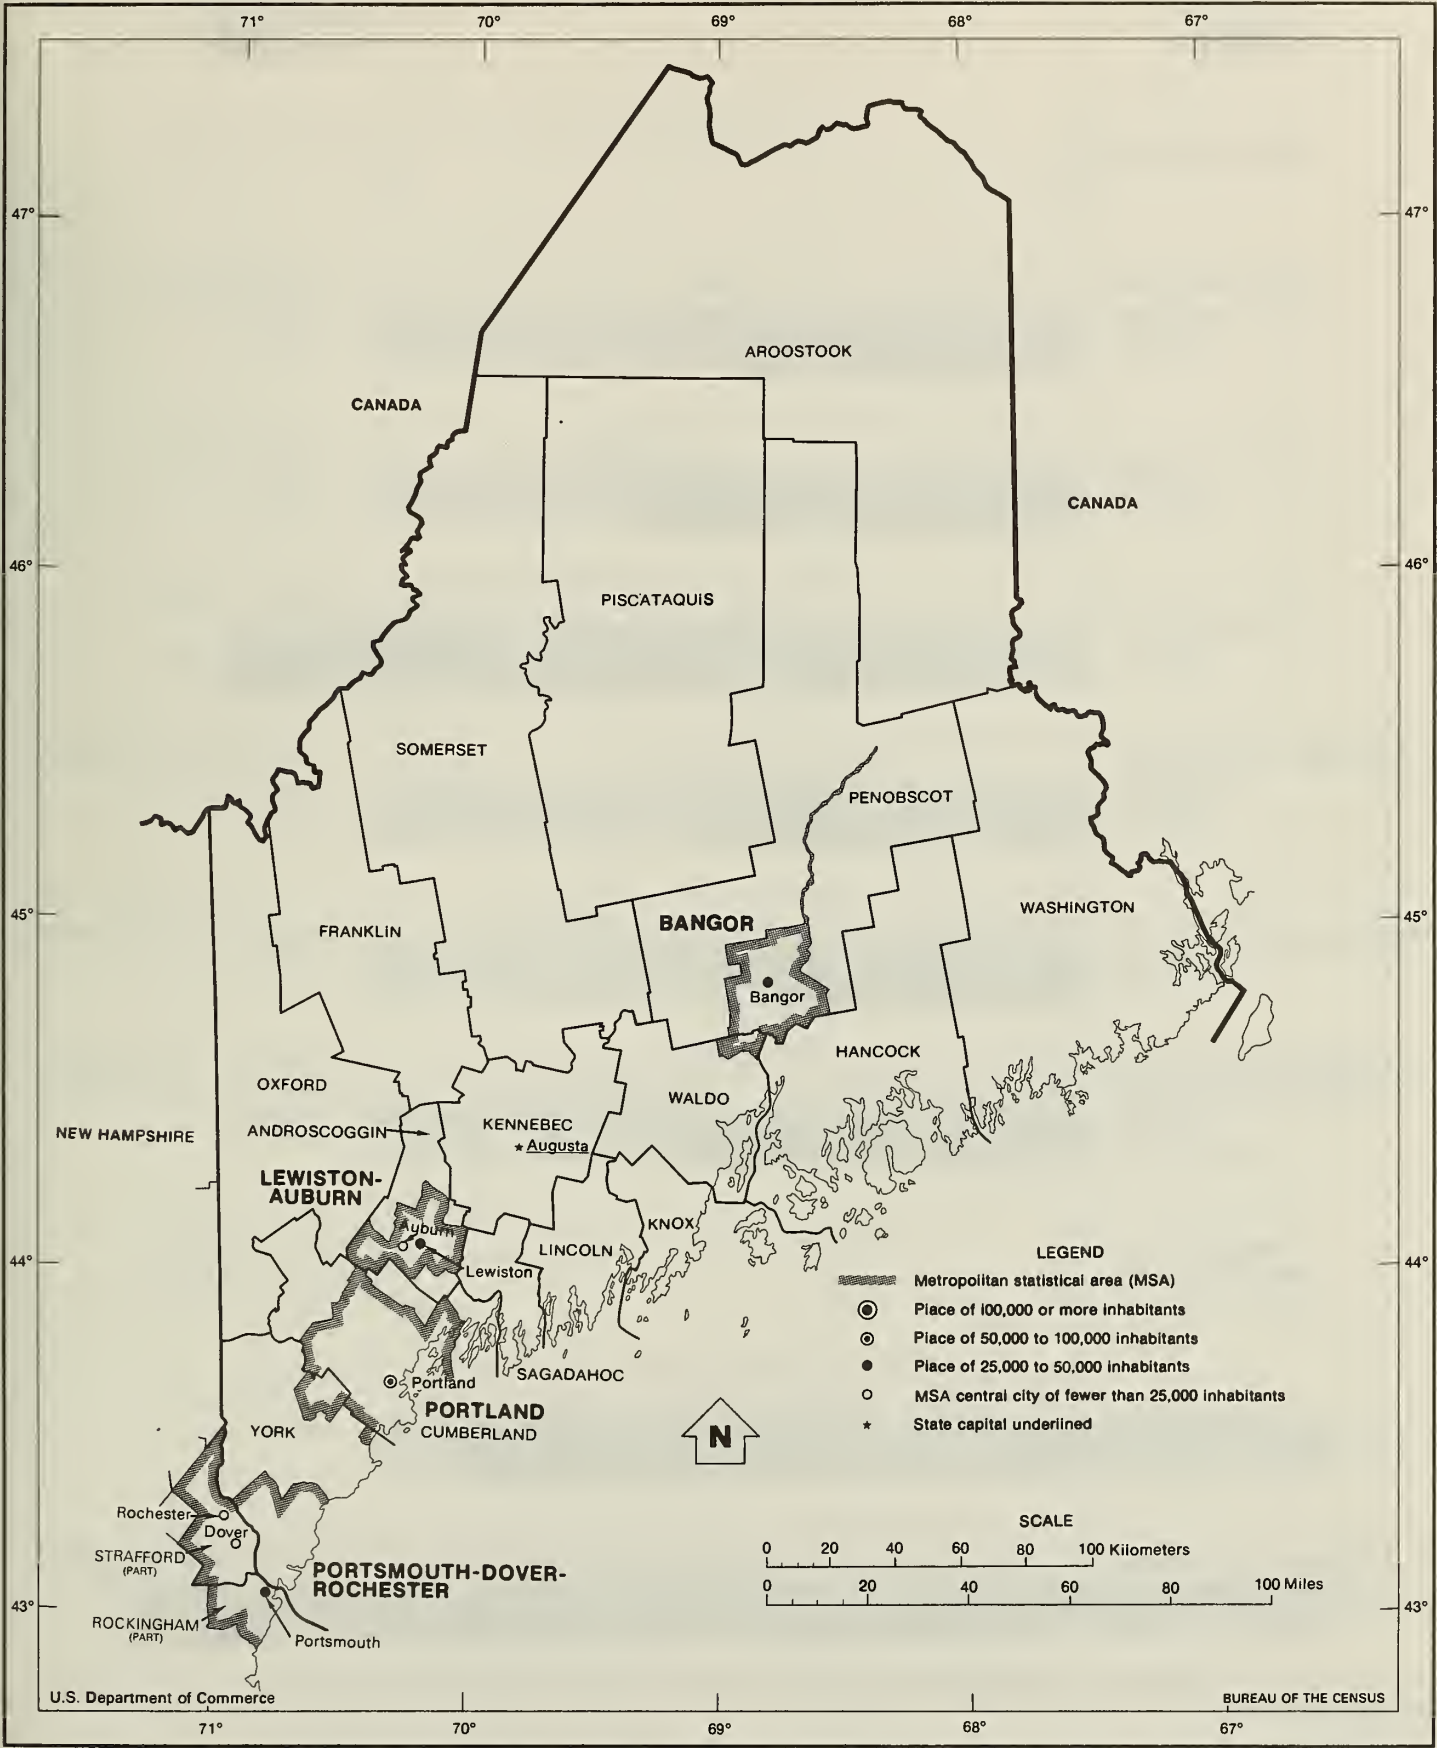 71° 70° 69° 68° 67°
47° 47°
AROOSTOOK
CANADA
CANADA
46° 46°
PISCATAQUIS
SOMERSET
PENOBSCOT
WASHINGTON
45° 45°
BANGOR
FRANKLIN
Bangor
HANCOCK
OXFORD
WALDO
KENNEBEC
NEW HAMPSHIRE
ANDROSCOGGIN
★ Augusta
LEWISTON-
AUBURN
KNOX
Auburn
LINCOLN
44° 44°
Lewiston
LEGEND
Metropolitan statistical area (MSA)
Place of 100,000 or more inhabitants
Place of 50,000 to 100,000 inhabitants
Place of 25,000 to 50,000 inhabitants
MSA central city of fewer than 25,000 inhabitants
★ State capital underlined
SAGADAHOC
Portland
PORTLAND
CUMBERLAND
YORK
N
Rochester
Dover
STRAFFORD
(PART)
PORTSMOUTH-DOVER-
ROCHESTER
SCALE
0 20 40 60 80 100 Kilometers
0 20 40 60 80 100 Miles
43° 43°
ROCKINGHAM
(PART)
Portsmouth
U.S. Department of Commerce
BUREAU OF THE CENSUS
71° 70° 69° 68° 67°